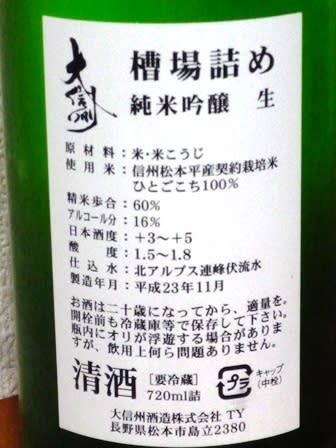 大信州
槽場詰め
純米吟醸 生
原材料：米・米こうじ
使用米：信州松本平産契約栽培米
ひとごこち100%
精米歩合：60%
アルコール分：16%
日本酒度：+3〜+5
酸度：1.5〜1.8
仕込水：北アルプス連峰伏流水
製造年月：平成23年11月
お酒は二十歳になってから、適量を。
開栓前も冷蔵庫等で保存して下さい。
瓶内にオリが浮遊する場合がありま
すが、飲用上何ら問題ありません。
清酒 [要冷蔵]
720ml詰
プラ
キャップ
(中栓)
大信州酒造株式会社 TY
長野県松本市島立2380